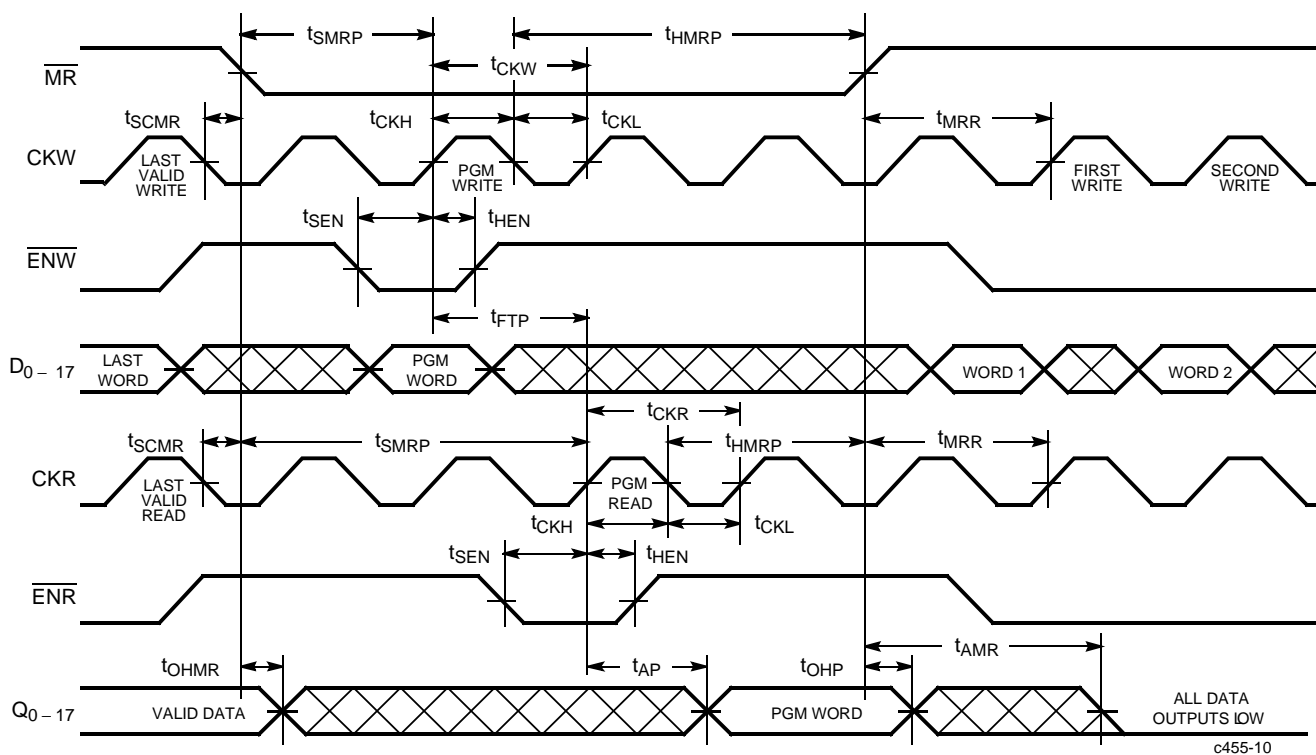 tSMRP
tHMRP
MR
tCKW
tSCMR
tCKH
tCKL
tMRR
CKW
LAST
VALID
WRITE
PGM
WRITE
FIRST
WRITE
SECOND
WRITE
tSEN
tHEN
ENW
tFTP
D0 – 17
LAST
WORD
PGM
WORD
WORD 1
WORD 2
tCKR
tSCMR
tSMRP
tHMRP
tMRR
CKR
LAST
VALID
READ
PGM
READ
tCKH
tCKL
tSEN
tHEN
ENR
tOHMR
tAP
tOHP
tAMR
Q0 – 17
VALID DATA
PGM WORD
ALL DATA
OUTPUTS LOW
c455-10